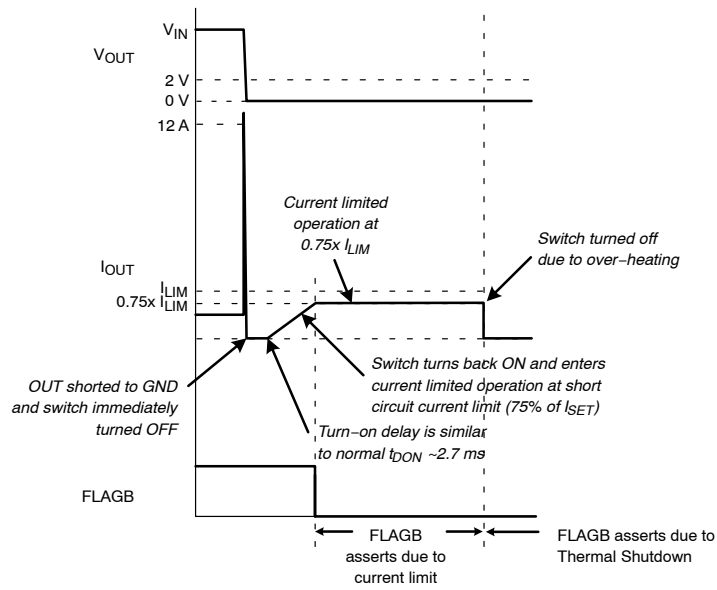 VIN
VOUT
2 V
0 V
12 A
Current limited
operation at
0.75x ILIM
Switch turned off
due to over−heating
IOUT
ILIM
0.75x ILIM
OUT shorted to GND
and switch immediately
turned OFF
Switch turns back ON and enters
current limited operation at short
circuit current limit (75% of ISET)
Turn−on delay is similar
to normal tDON ~2.7 ms
FLAGB
FLAGB
asserts due to
current limit
FLAGB asserts due to
Thermal Shutdown